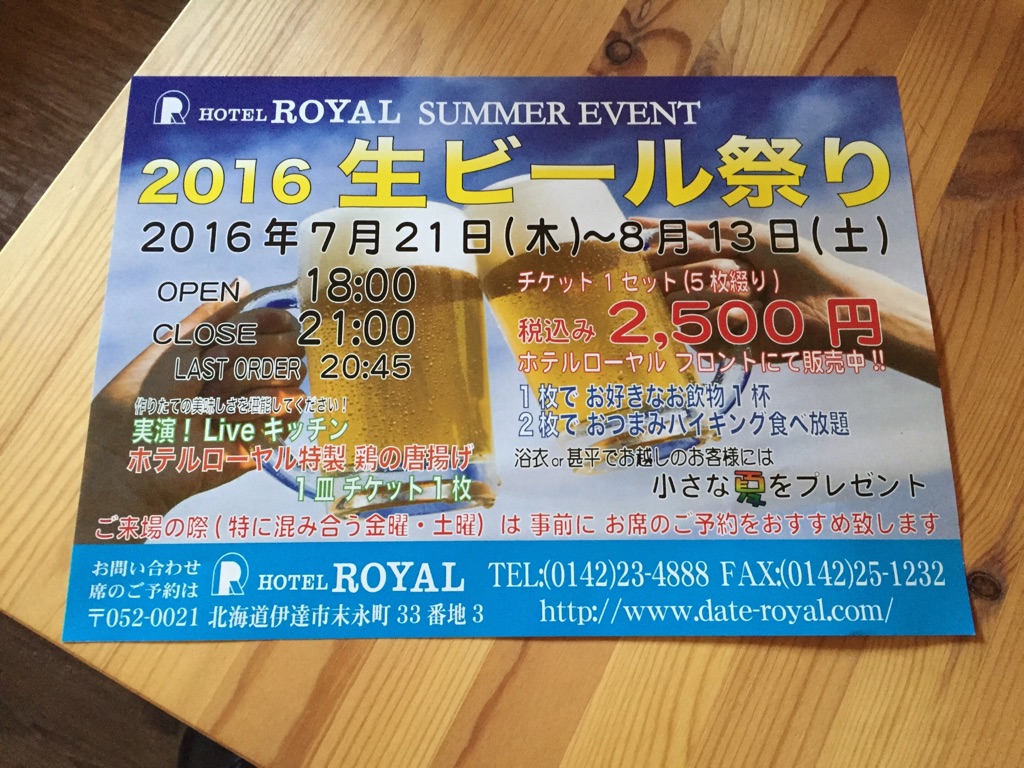 HOTEL ROYAL SUMMER EVENT
2016 生ビール祭り
2016年7月21日(木)〜8月13日(土)
OPEN 18:00
CLOSE 21:00
LAST ORDER 20:45
作りたての美味しさを堪能してください!
実演! Live キッチン
ホテルローヤル特製 鶏の唐揚げ
1皿 チケット1枚
チケット1セット(5枚綴り)
税込み 2,500円
ホテルローヤル フロントにて販売中!!
1枚で お好きなお飲物1杯
2枚で おつまみバイキング食べ放題
浴衣or甚平でお越しのお客様には
小さな夏をプレゼント
ご来場の際(特に混み合う金曜・土曜)は 事前に お席のご予約をおすすめ致します
お問い合わせ
席のご予約は
HOTEL ROYAL TEL:(0142)23-4888 FAX:(0142)25-1232
〒052-0021 北海道伊達市末永町33番地3 http://www.date-royal.com/